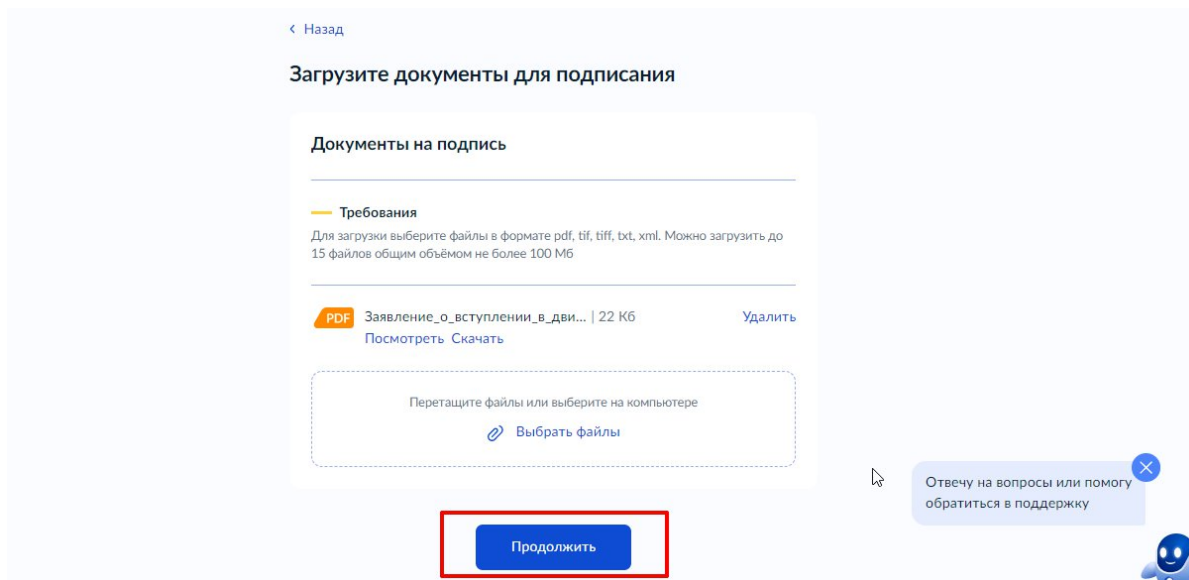 ‹ Назад
Загрузите документы для подписания
Документы на подпись
Требования
Для загрузки выберите файлы в формате pdf, tif, tiff, txt, xml. Можно загрузить до
15 файлов общим объёмом не более 100 Мб
PDF Заявление_о_вступлении_в_дви... | 22 Кб Удалить
Посмотреть Скачать
Перетащите файлы или выберите на компьютере
Выбрать файлы
Отвечу на вопросы или помогу
обратиться в поддержку
Продолжить